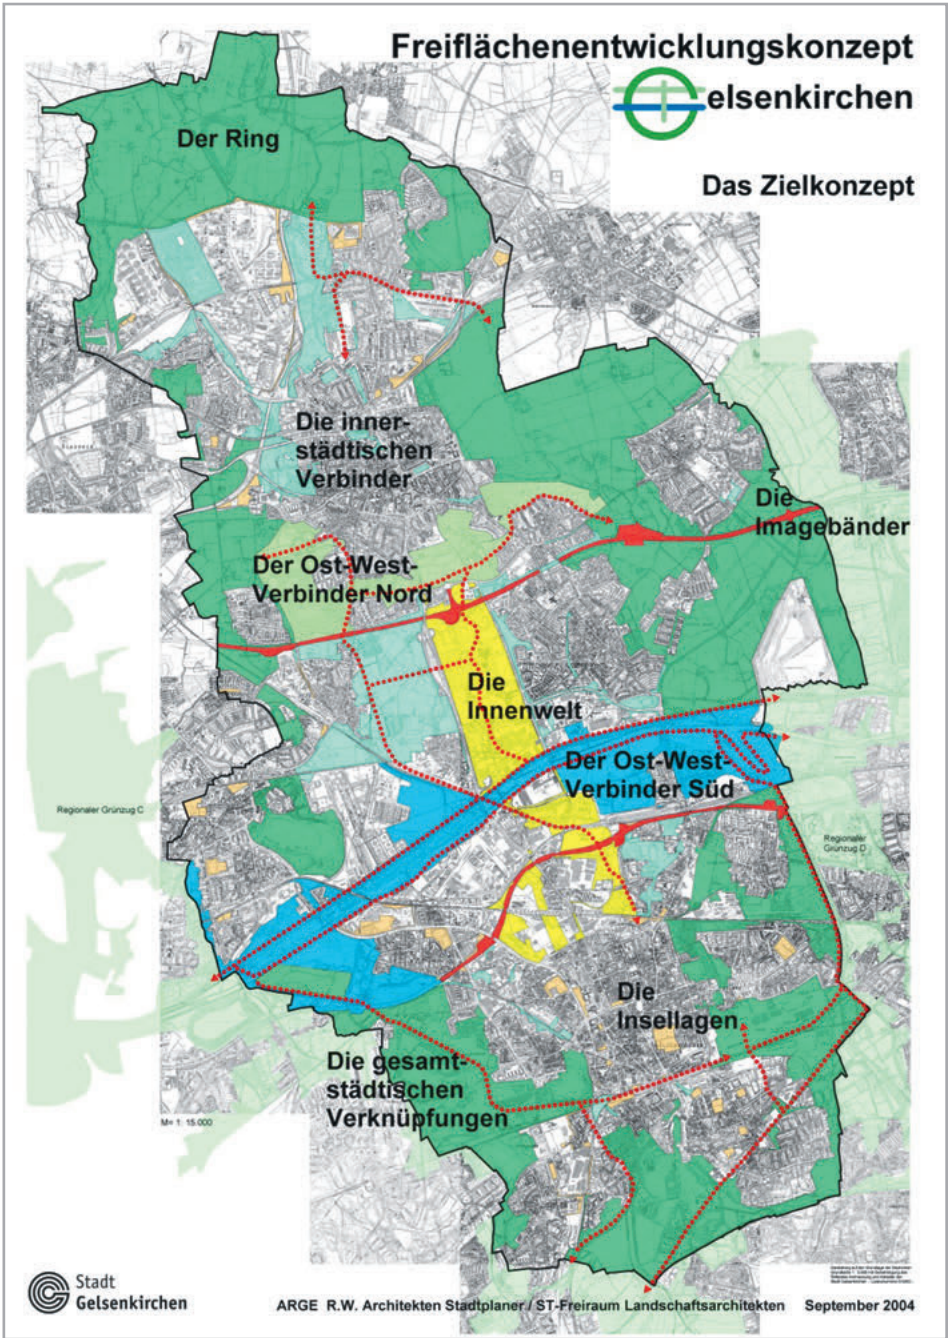 Freiflächenentwicklungskonzept
elsenkirchen
Das Zielkonzept
Der Ring
Die inner-
städtischen
Verbinder
Die
Imagebänder
Der Ost-West-
Verbinder Nord
Die
Innenwelt
Der Ost-West-
Verbinder Süd
Regionaler Grünzug C
Regionaler
Grünzug D
Die
Insellagen
Die gesamt-
städtischen
Verknüpfungen
M= 1: 15.000
Stadt
Gelsenkirchen
ARGE R.W. Architekten Stadtplaner / ST-Freiraum Landschaftsarchitekten September 2004